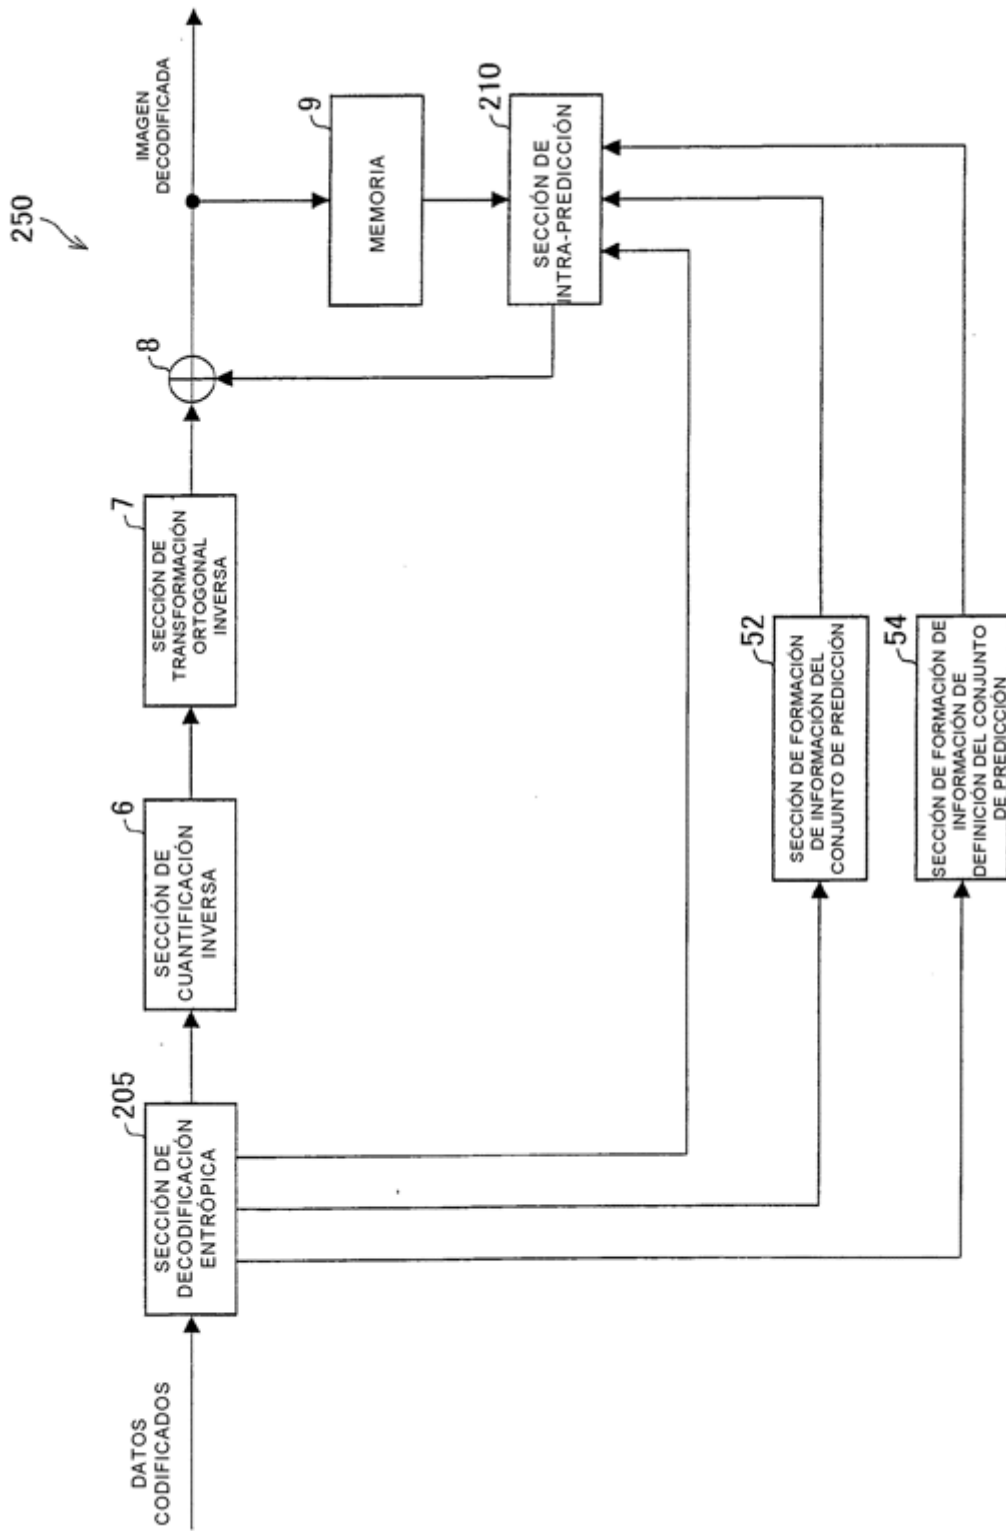 250
DATOS
CODIFICADOS
205
SECCIÓN DE
DECODIFICACIÓN
ENTRÓPICA
6
SECCIÓN DE
CUANTIFICACIÓN
INVERSA
7
SECCIÓN DE
TRANSFORMACIÓN
ORTOGONAL
INVERSA
8
IMAGEN
DECODIFICADA
9
MEMORIA
210
SECCIÓN DE
INTRA-PREDICCIÓN
52
SECCIÓN DE FORMACIÓN
DE INFORMACIÓN DEL
CONJUNTO DE PREDICCIÓN
54
SECCIÓN DE FORMACIÓN DE
INFORMACIÓN DE
DEFINICIÓN DEL CONJUNTO
DE PREDICCIÓN